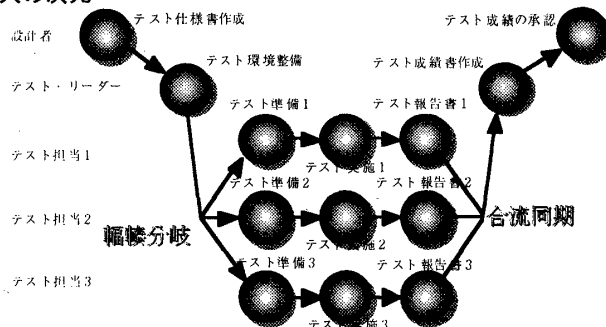 テスト仕様書作成
テスト成績の承認
設計者
テスト環境整備
テスト成績書作成
テスト・リーダー
テスト準備1
テスト報告書1
テスト担当1
テスト実施1
テスト準備2
テスト報告書2
テスト担当2
輻輳分岐
合流同期
テスト実施2
テスト準備3
テスト報告書3
テスト担当3
テスト実施3